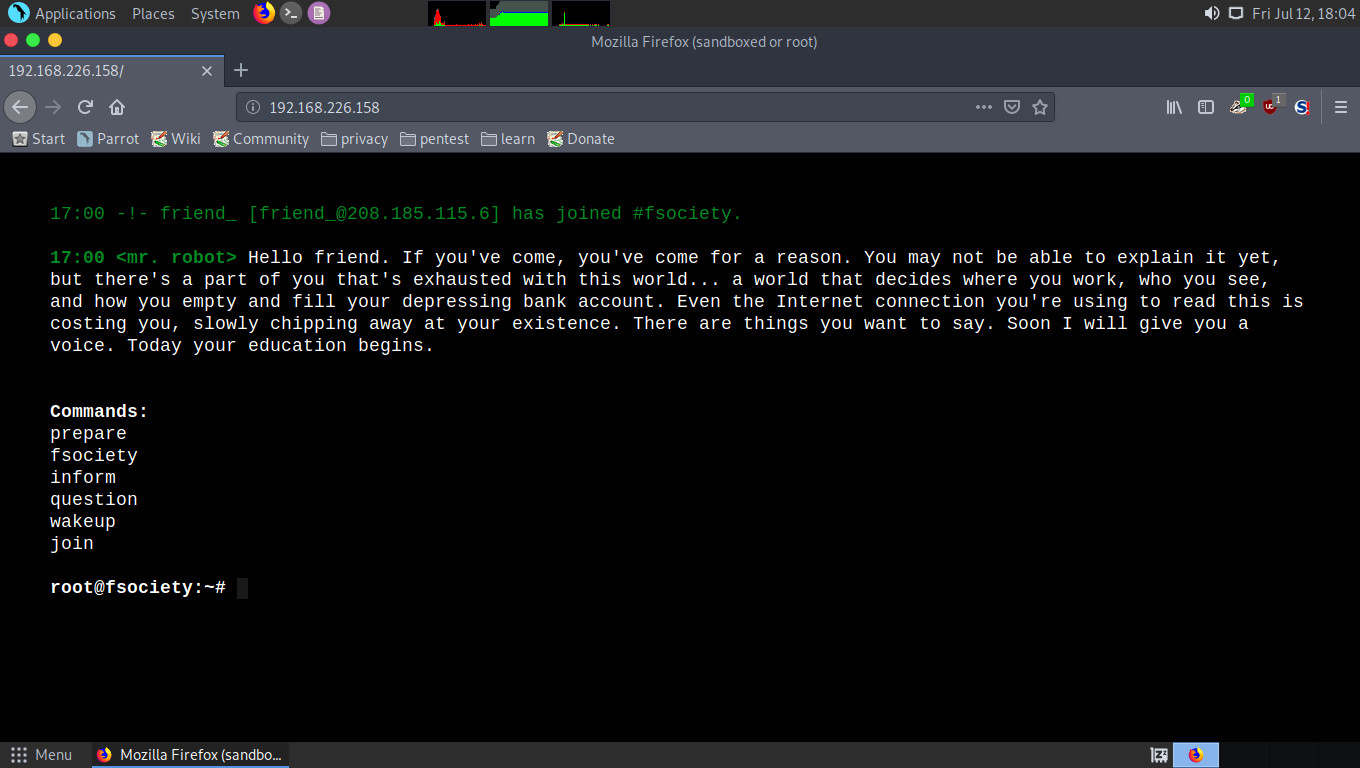 Applications Places System Fri Jul 12, 18:04
Mozilla Firefox (sandboxed or root)
192.168.226.158/
192.168.226.158 0 1
Start Parrot Wiki Community privacy pentest learn Donate
17:00 -!- friend_ [friend_@208.185.115.6] has joined #fsociety.
17:00 <mr. robot> Hello friend. If you've come, you've come for a reason. You may not be able to explain it yet,
but there's a part of you that's exhausted with this world... a world that decides where you work, who you see,
and how you empty and fill your depressing bank account. Even the Internet connection you're using to read this is
costing you, slowly chipping away at your existence. There are things you want to say. Soon I will give you a
voice. Today your education begins.
Commands:
prepare
fsociety
inform
question
wakeup
join
root@fsociety:~#
Menu Mozilla Firefox (sandbo...